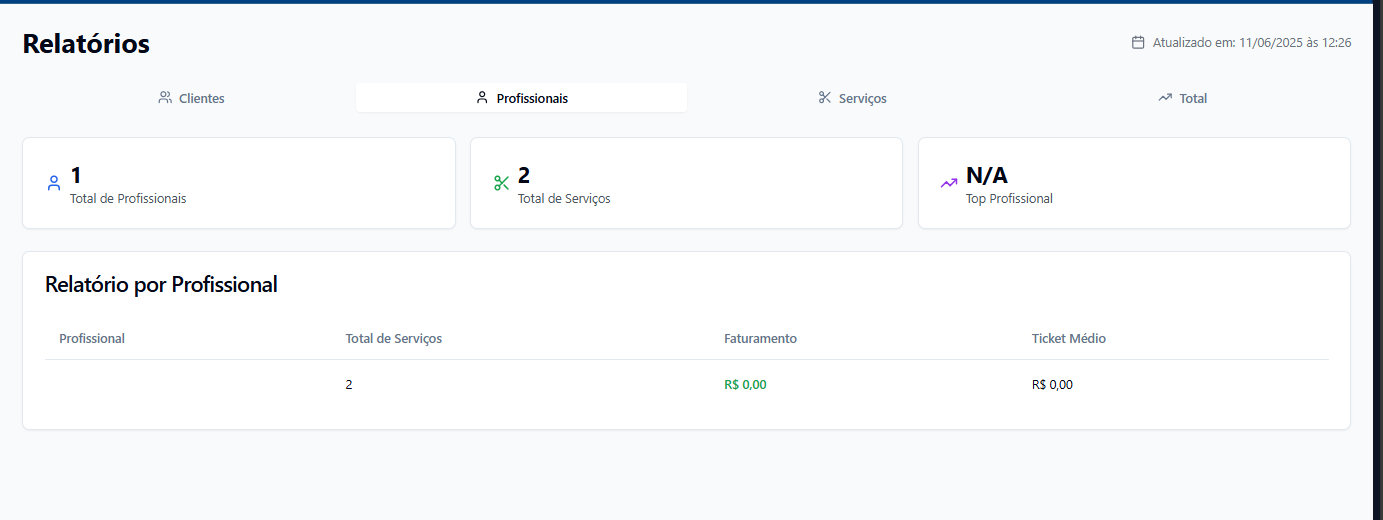 Relatórios
Atualizado em: 11/06/2025 às 12:26
Clientes
Profissionais
Serviços
Total
1
Total de Profissionais
2
Total de Serviços
N/A
Top Profissional
Relatório por Profissional
Profissional Total de Serviços Faturamento Ticket Médio
2 R$ 0,00 R$ 0,00